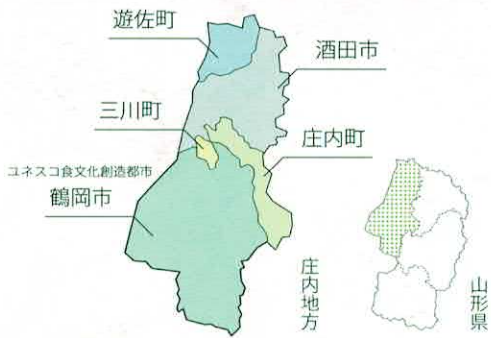 遊佐町
酒田市
三川町
庄内町
ユネスコ食文化創造都市
鶴岡市
庄内地方
山形県